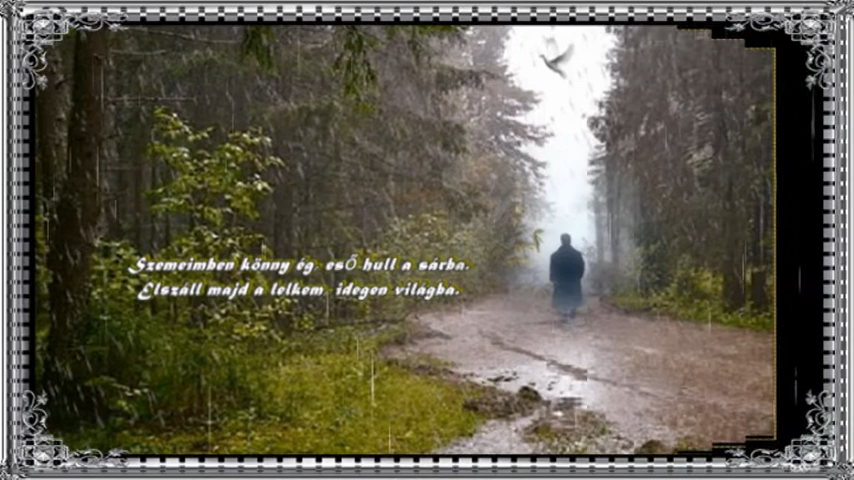 Szemeimben könny ég, esŐ hull a sárba.
Elszáll majd a lelkem, idegen világba.